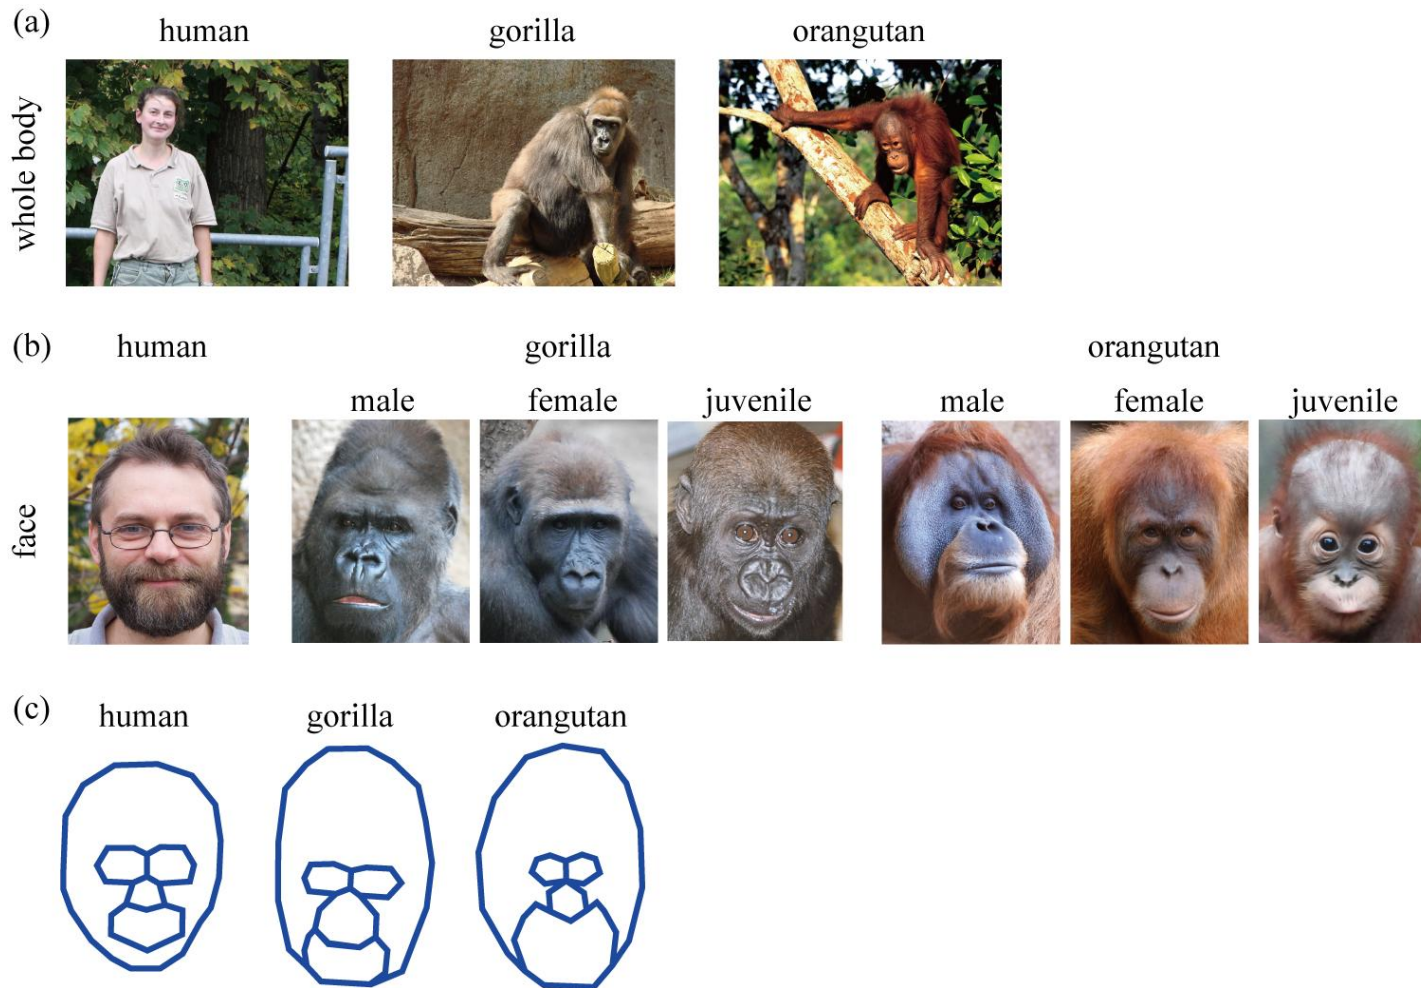 (a)
human gorilla orangutan
whole body
(b)
human gorilla orangutan
male female juvenile male female juvenile
face
(c)
human gorilla orangutan